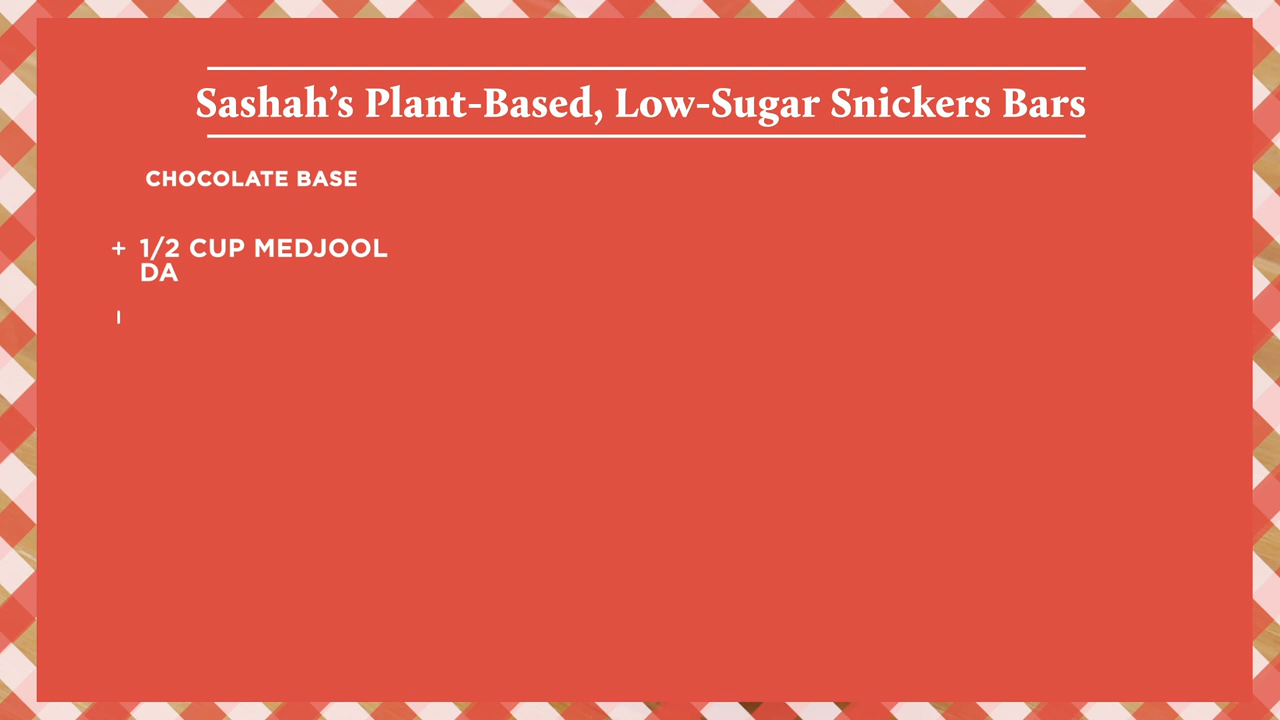 Sashah’s Plant-Based, Low-Sugar Snickers Bars
CHOCOLATE BASE
+ 1/2 CUP MEDJOOL
DA